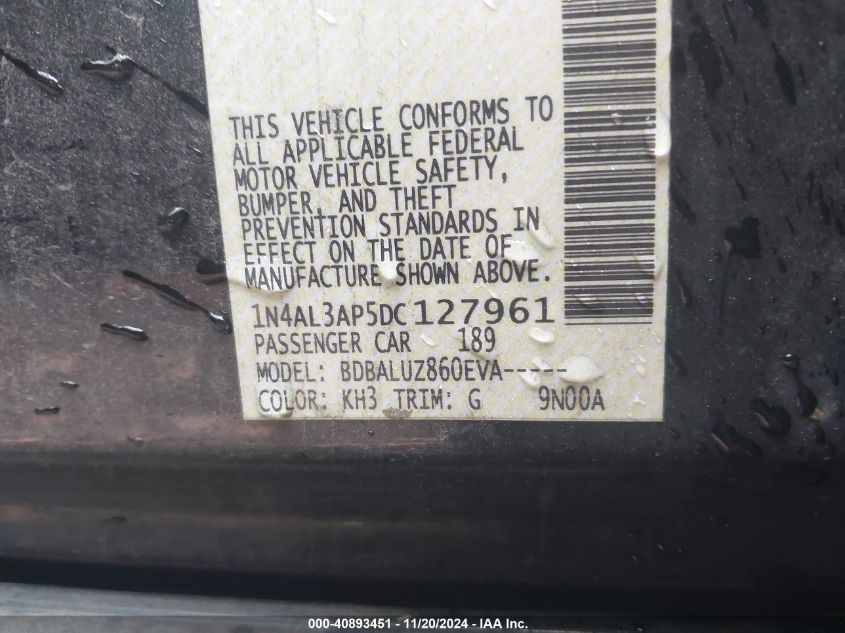 THIS VEHICLE CONFORMS TO
ALL APPLICABLE FEDERAL
MOTOR VEHICLE SAFETY,
BUMPER, AND THEFT
PREVENTION STANDARDS IN
EFFECT ON THE DATE OF
MANUFACTURE SHOWN ABOVE.
1N4AL3AP5DC127961
PASSENGER CAR 189
MODEL: BDBALUZ860EVA-----
COLOR: KH3 TRIM: G 9N00A
000-40893451 - 11/20/2024 - IAA Inc.